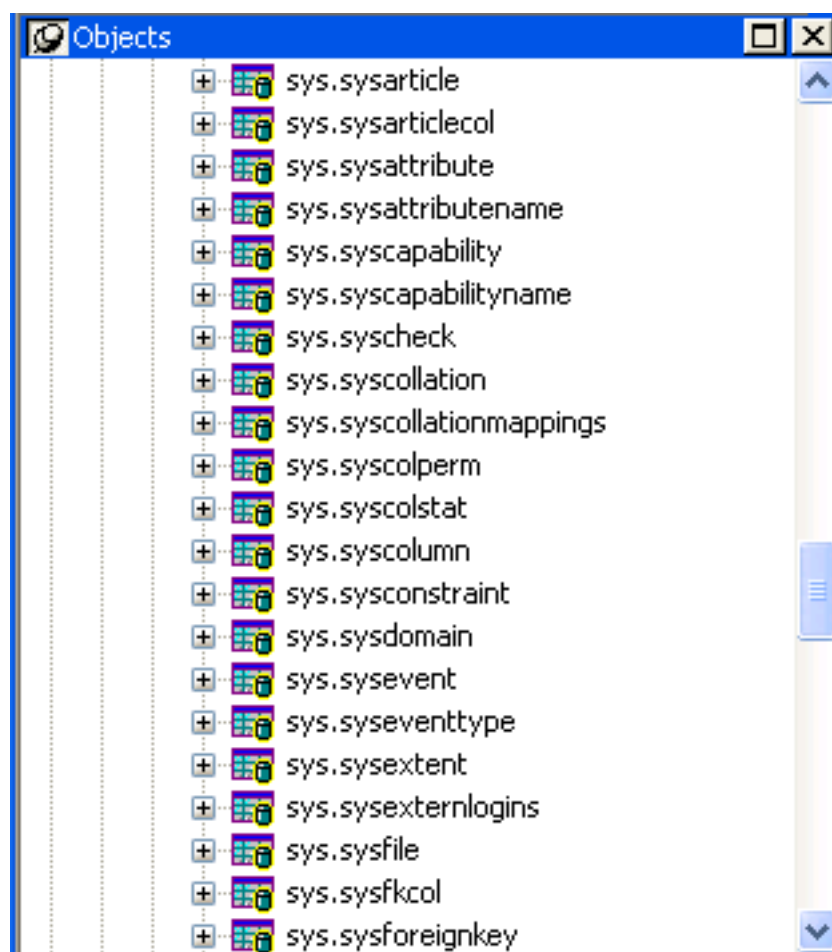 Objects
sys.sysarticle
sys.sysarticlecol
sys.sysattribute
sys.sysattributename
sys.syscapability
sys.syscapabilityname
sys.syscheck
sys.syscollation
sys.syscollationmappings
sys.syscolperm
sys.syscolstat
sys.syscolumn
sys.sysconstraint
sys.sysdomain
sys.sysevent
sys.syseventtype
sys.sysextent
sys.sysexternlogins
sys.sysfile
sys.sysfkcol
sys.sysforeignkey